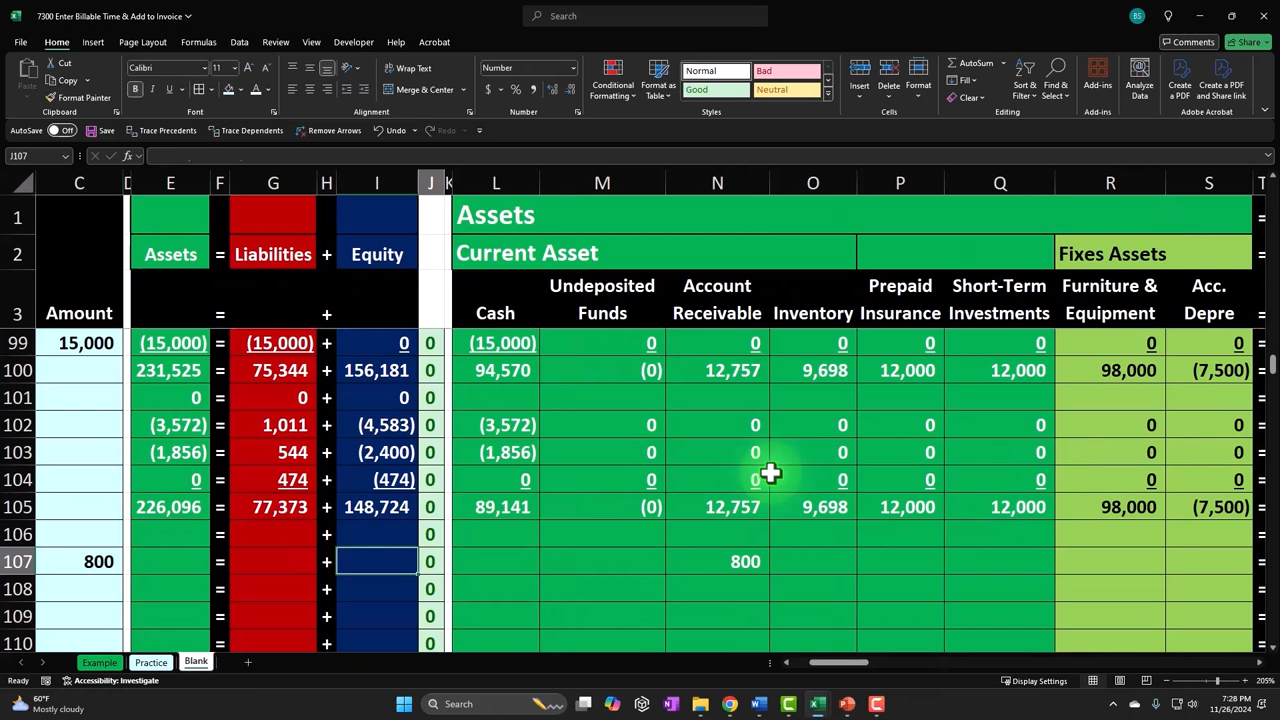 7300 Enter Billable Time & Add to Invoice
Search
BS
File Home Insert Page Layout Formulas Data Review View Developer Help Acrobat
Comments Share
Paste
Cut
Copy
Format Painter
Clipboard
Calibri 11
B I U
Font
Wrap Text
Merge & Center
Alignment
Number
$ % ,
Number
Conditional Formatting
Format as Table
Normal Bad
Good Neutral
Styles
Insert Delete Format
Cells
AutoSum
Fill
Clear
Sort & Filter
Find & Select
Editing
Add-ins
Add-ins
Analyze Data
Create a PDF
Create a PDF and Share link
Adobe Acrobat
AutoSave Off Save Trace Precedents Trace Dependents Remove Arrows Undo Redo
J107 fx
C D E F G H I J K L M N O P Q R S T
1 Assets
2 Assets = Liabilities + Equity Current Asset Fixes Assets
Undeposited Account Prepaid Short-Term Furniture & Acc.
3 Amount = + Cash Funds Receivable Inventory Insurance Investments Equipment Depre =
99 15,000 (15,000) = (15,000) + 0 0 (15,000) 0 0 0 0 0 0 0 =
100 231,525 = 75,344 + 156,181 0 94,570 (0) 12,757 9,698 12,000 12,000 98,000 (7,500) =
101 0 = 0 + 0 0 =
102 (3,572) = 1,011 + (4,583) 0 (3,572) 0 0 0 0 0 0 0 =
103 (1,856) = 544 + (2,400) 0 (1,856) 0 0 0 0 0 0 0 =
104 0 = 474 + (474) 0 0 0 0 0 0 0 0 0 =
105 226,096 = 77,373 + 148,724 0 89,141 (0) 12,757 9,698 12,000 12,000 98,000 (7,500) =
106 = + 0 =
107 800 = + 0 800 =
108 = + 0 =
109 = + 0 =
110 = + 0 =
Example Practice Blank
Ready Accessibility: Investigate Display Settings 205%
60°F
Mostly cloudy
Search
7:28 PM
11/26/2024